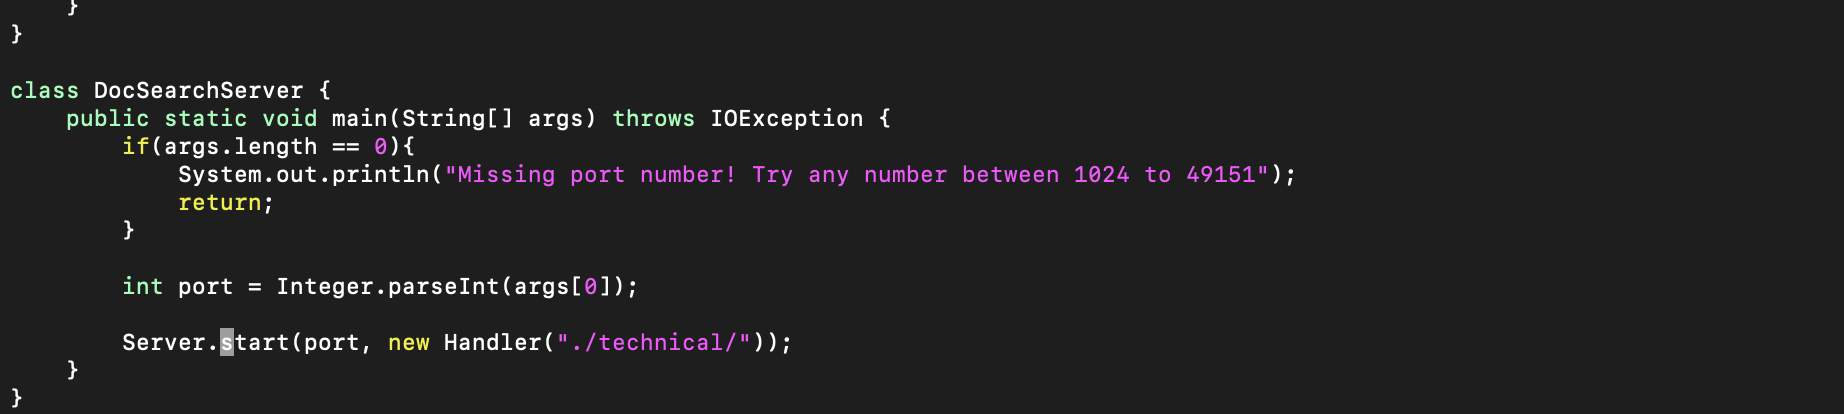 }
}

class DocSearchServer {
    public static void main(String[] args) throws IOException {
        if(args.length == 0){
            System.out.println("Missing port number! Try any number between 1024 to 49151");
            return;
        }

        int port = Integer.parseInt(args[0]);

        Server.start(port, new Handler("./technical/"));
    }
}